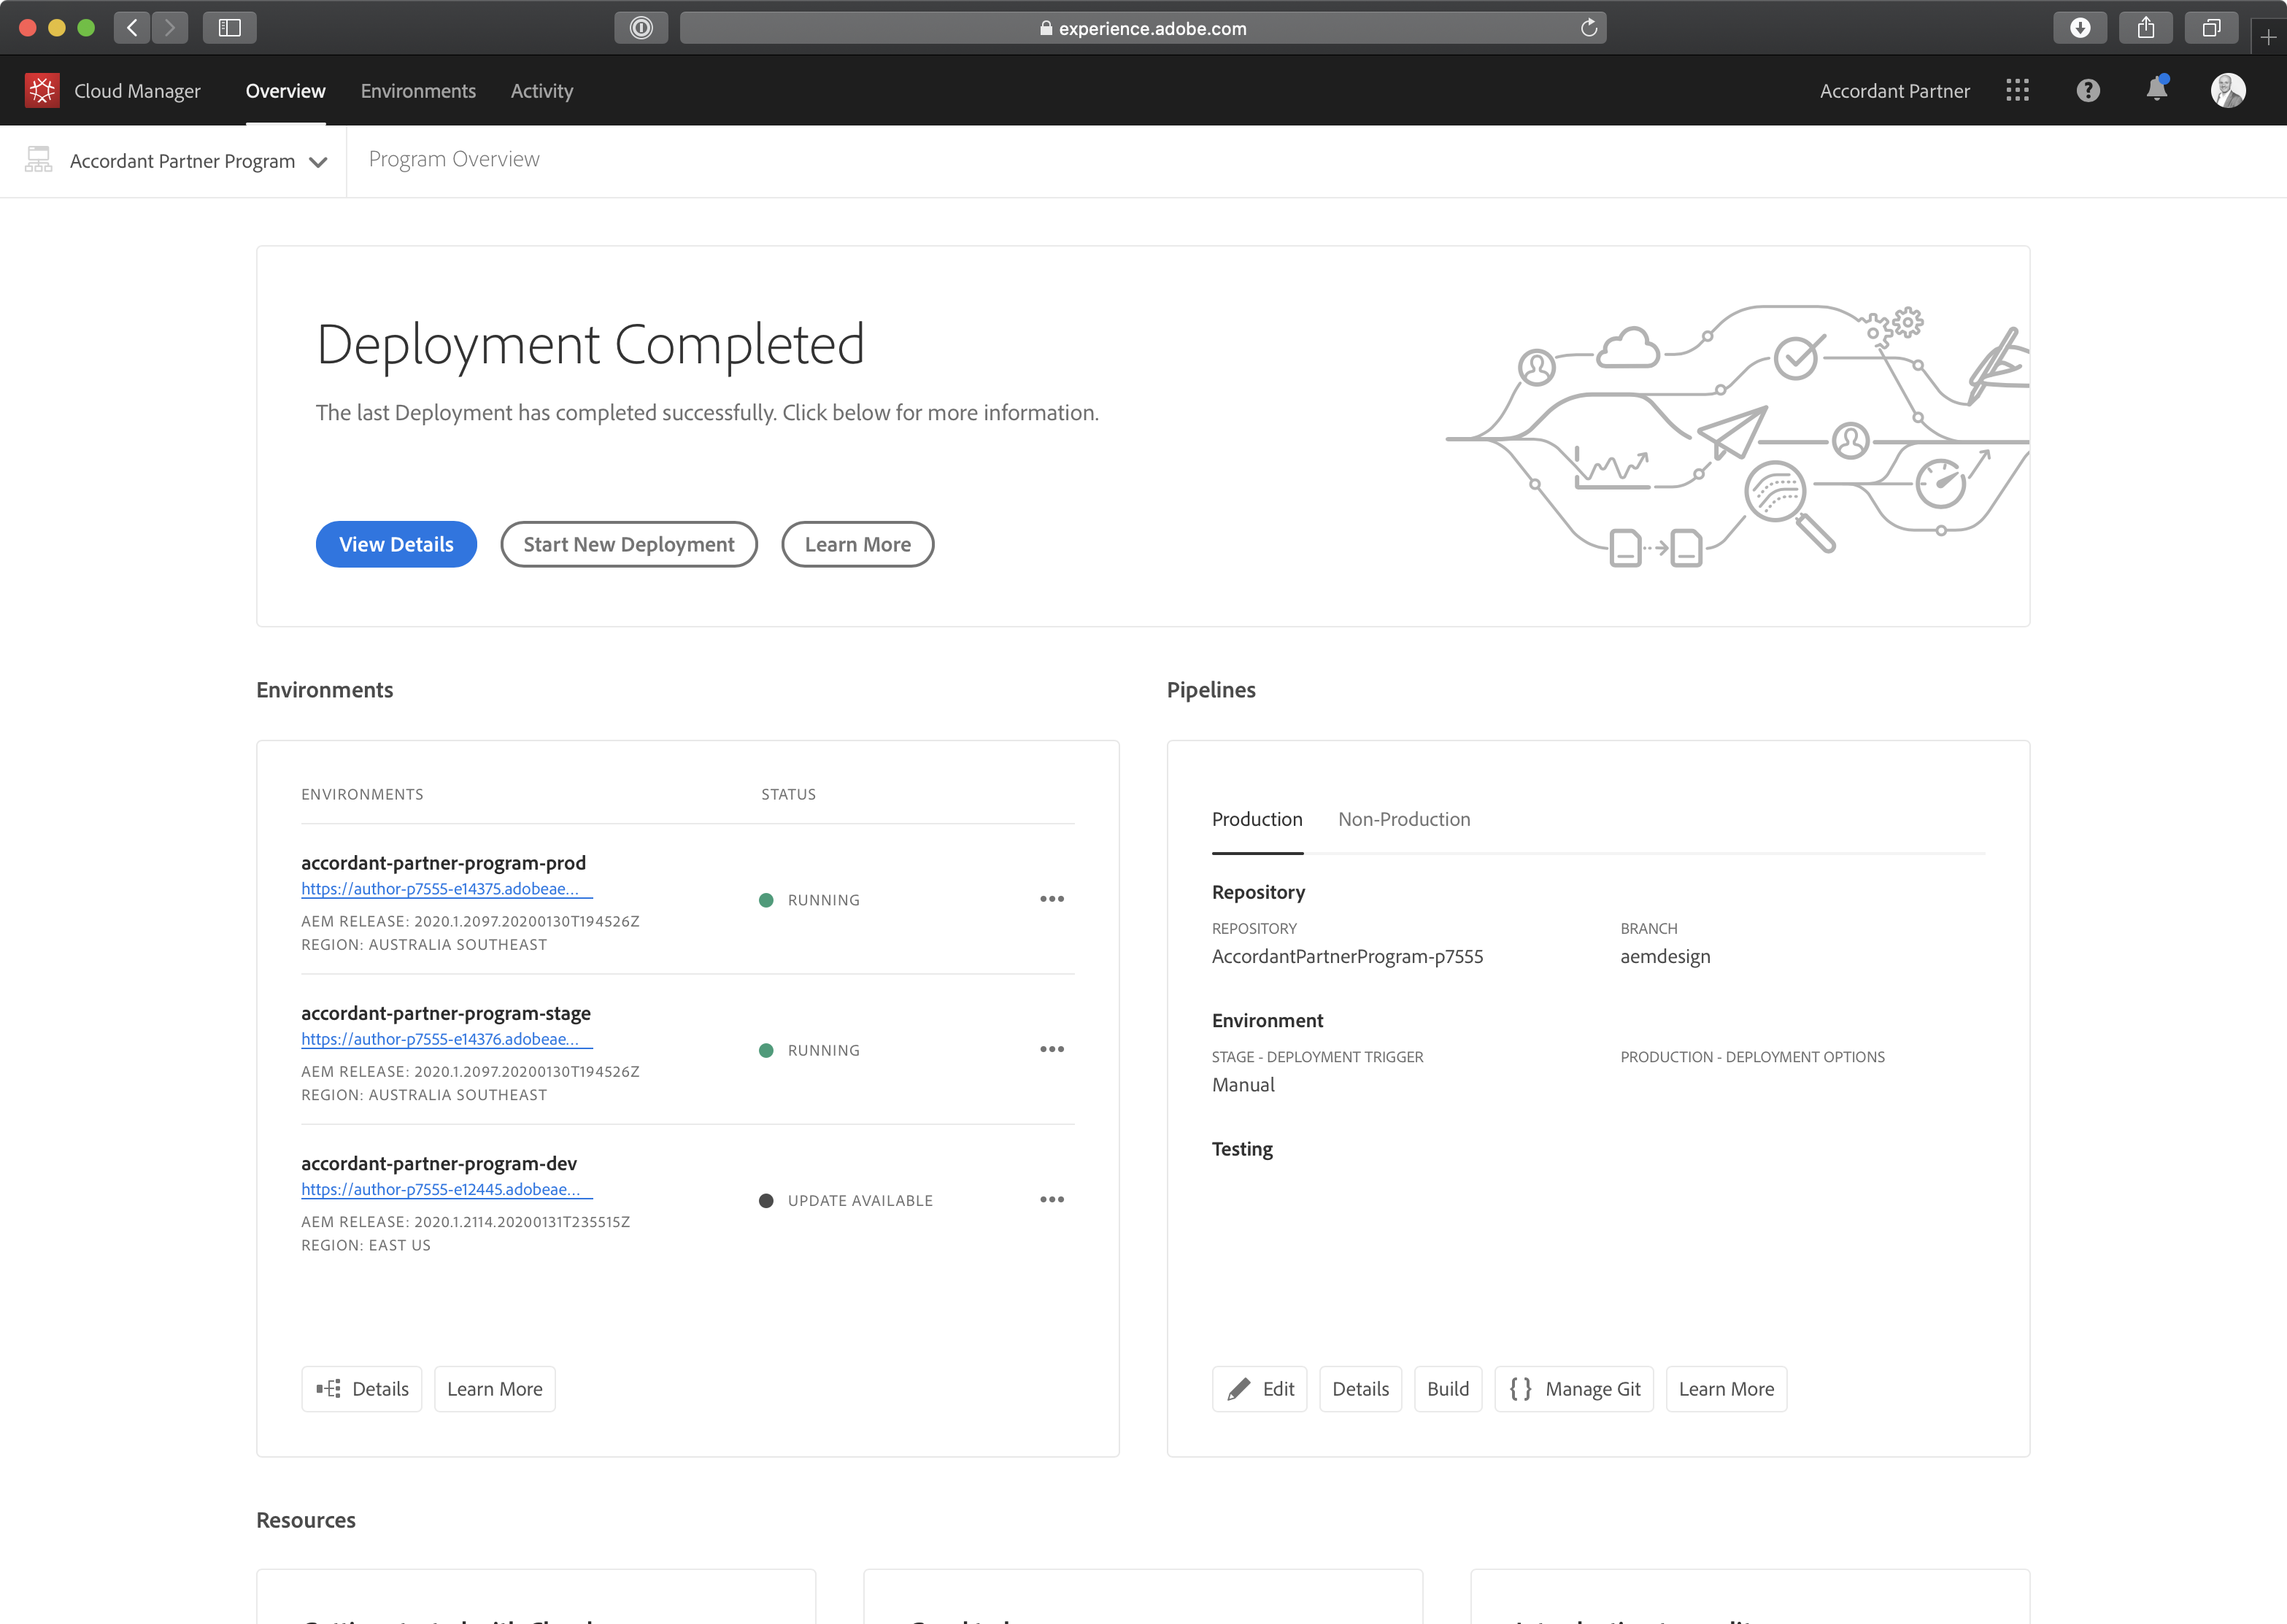 experience.adobe.com
Cloud Manager Overview Environments Activity Accordant Partner
Accordant Partner Program Program Overview
Deployment Completed
The last Deployment has completed successfully. Click below for more information.
View Details Start New Deployment Learn More
Environments
ENVIRONMENTS STATUS
accordant-partner-program-prod
https://author-p7555-e14375.adobeae...
RUNNING
AEM RELEASE: 2020.1.2097.20200130T194526Z
REGION: AUSTRALIA SOUTHEAST
accordant-partner-program-stage
https://author-p7555-e14376.adobeae...
RUNNING
AEM RELEASE: 2020.1.2097.20200130T194526Z
REGION: AUSTRALIA SOUTHEAST
accordant-partner-program-dev
https://author-p7555-e12445.adobeae...
UPDATE AVAILABLE
AEM RELEASE: 2020.1.2114.20200131T235515Z
REGION: EAST US
Details Learn More
Pipelines
Production Non-Production
Repository
REPOSITORY BRANCH
AccordantPartnerProgram-p7555 aemdesign
Environment
STAGE - DEPLOYMENT TRIGGER PRODUCTION - DEPLOYMENT OPTIONS
Manual
Testing
Edit Details Build Manage Git Learn More
Resources